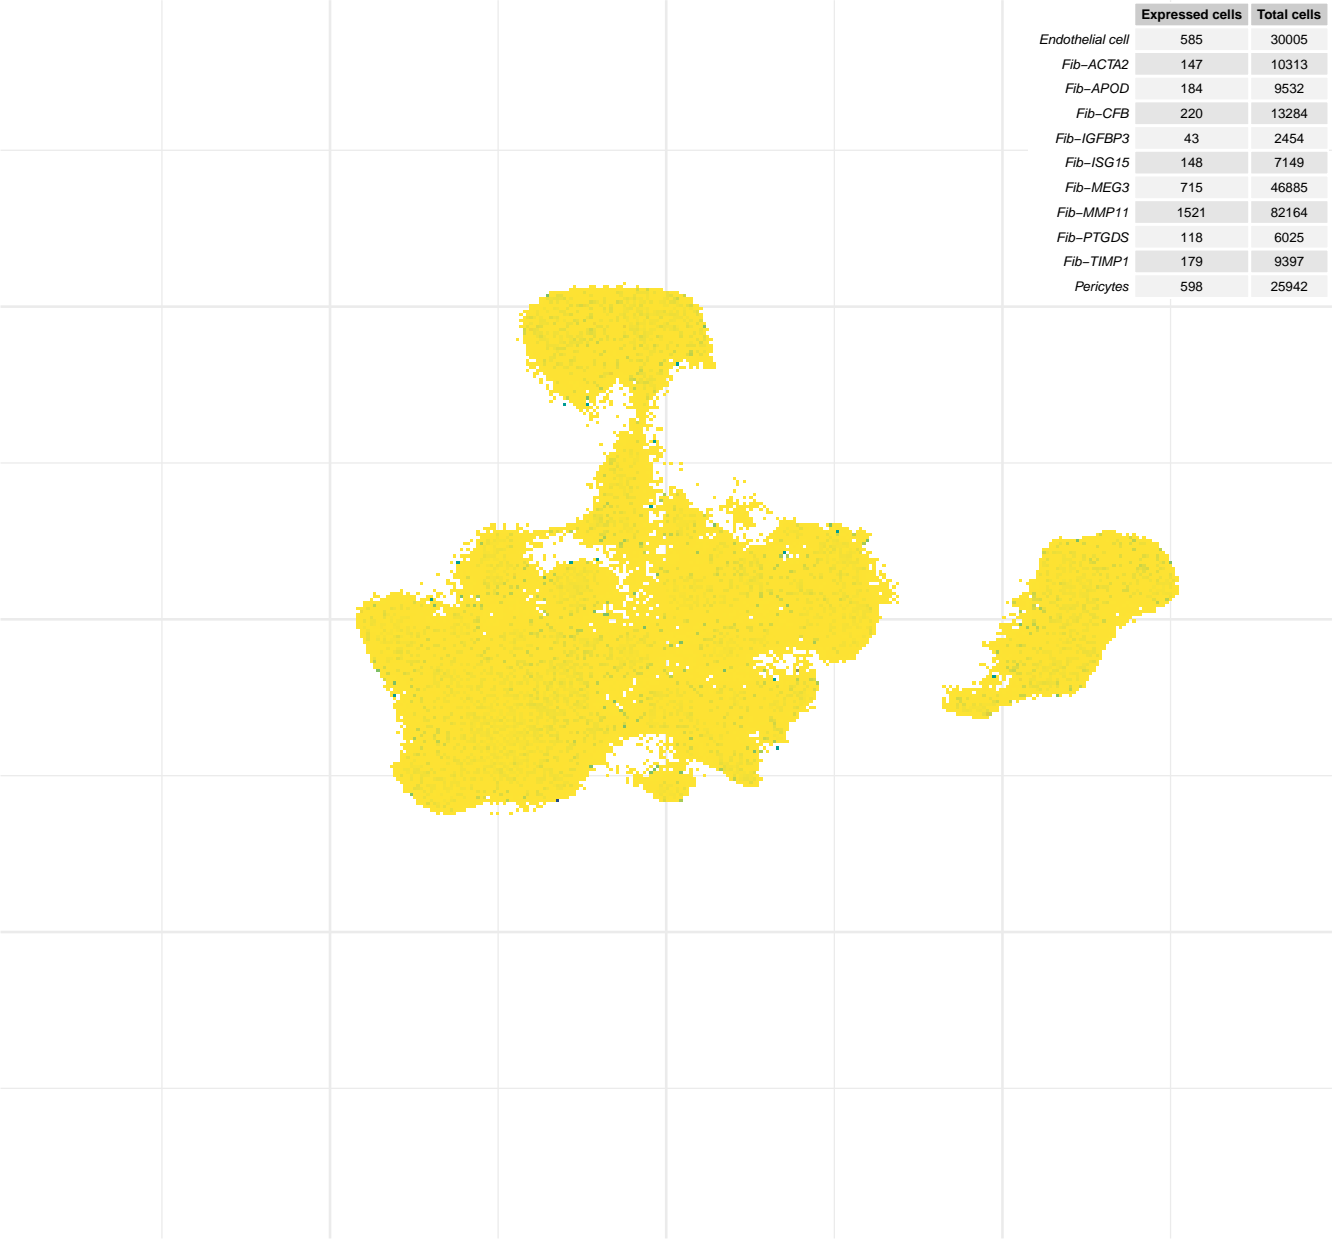 Expressed cells Total cells
Endothelial cell 585 30005
Fib−ACTA2 147 10313
Fib−APOD 184 9532
Fib−CFB 220 13284
Fib−IGFBP3 43 2454
Fib−ISG15 148 7149
Fib−MEG3 715 46885
Fib−MMP11 1521 82164
Fib−PTGDS 118 6025
Fib−TIMP1 179 9397
Pericytes 598 25942